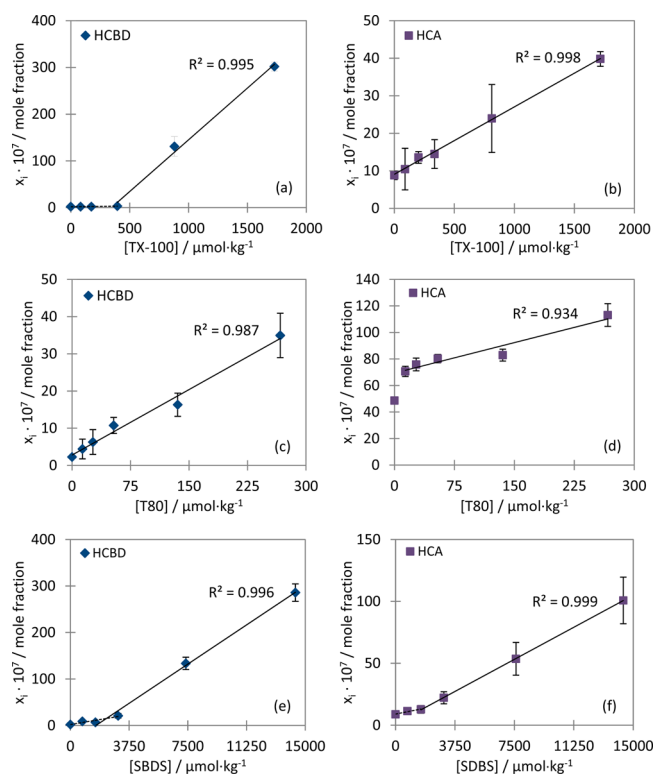 400
300
200
100
0
xᵢ · 10⁷ / mole fraction
HCBD
R² = 0.995
(a)
0 500 1000 1500 2000
[TX-100] / µmol·kg⁻¹
50
40
30
20
10
0
xᵢ · 10⁷ / mole fraction
HCA
R² = 0.998
(b)
0 500 1000 1500 2000
[TX-100] / µmol·kg⁻¹
50
40
30
20
10
0
xᵢ · 10⁷ / mole fraction
HCBD
R² = 0.987
(c)
0 75 150 225 300
[T80] / µmol·kg⁻¹
140
120
100
80
60
40
20
0
xᵢ · 10⁷ / mole fraction
HCA
R² = 0.934
(d)
0 75 150 225 300
[T80] / µmol·kg⁻¹
400
300
200
100
0
xᵢ · 10⁷ / mole fraction
HCBD
R² = 0.996
(e)
0 3750 7500 11250 15000
[SBDS] / µmol·kg⁻¹
150
100
50
0
xᵢ · 10⁷ / mole fraction
HCA
R² = 0.999
(f)
0 3750 7500 11250 15000
[SDBS] / µmol·kg⁻¹